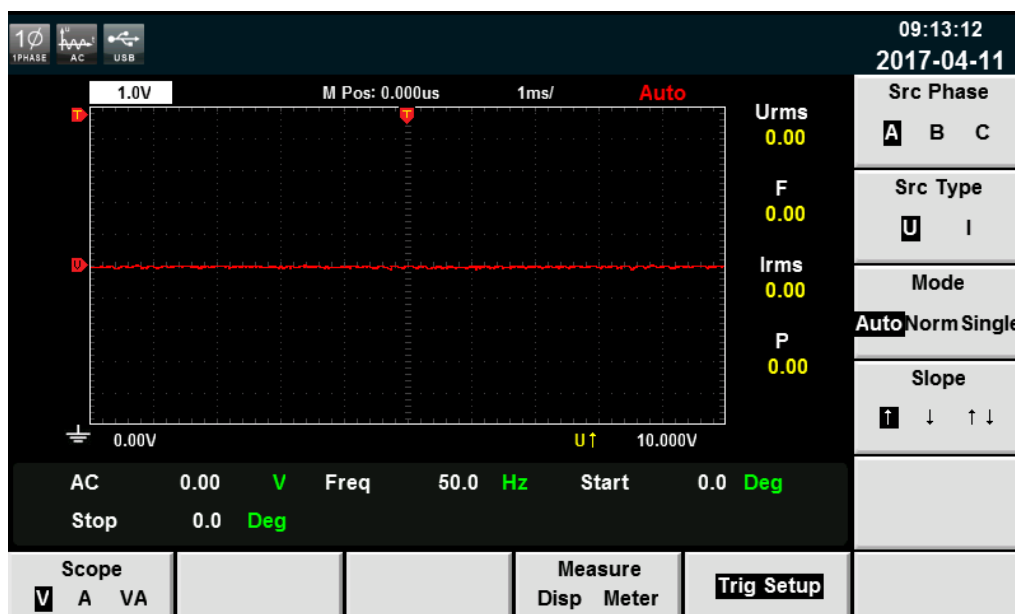 1Ø
1PHASE
U
t
AC
USB
09:13:12
2017-04-11
1.0V
M Pos: 0.000us
1ms/
Auto
T
T
U
Urms
0.00
F
0.00
Irms
0.00
P
0.00
0.00V
U↑
10.000V
AC 0.00 V Freq 50.0 Hz Start 0.0 Deg
Stop 0.0 Deg
Src Phase
A B C
Src Type
U I
Mode
Auto Norm Single
Slope
↑ ↓ ↑↓
Scope
V A VA
Measure
Disp Meter
Trig Setup